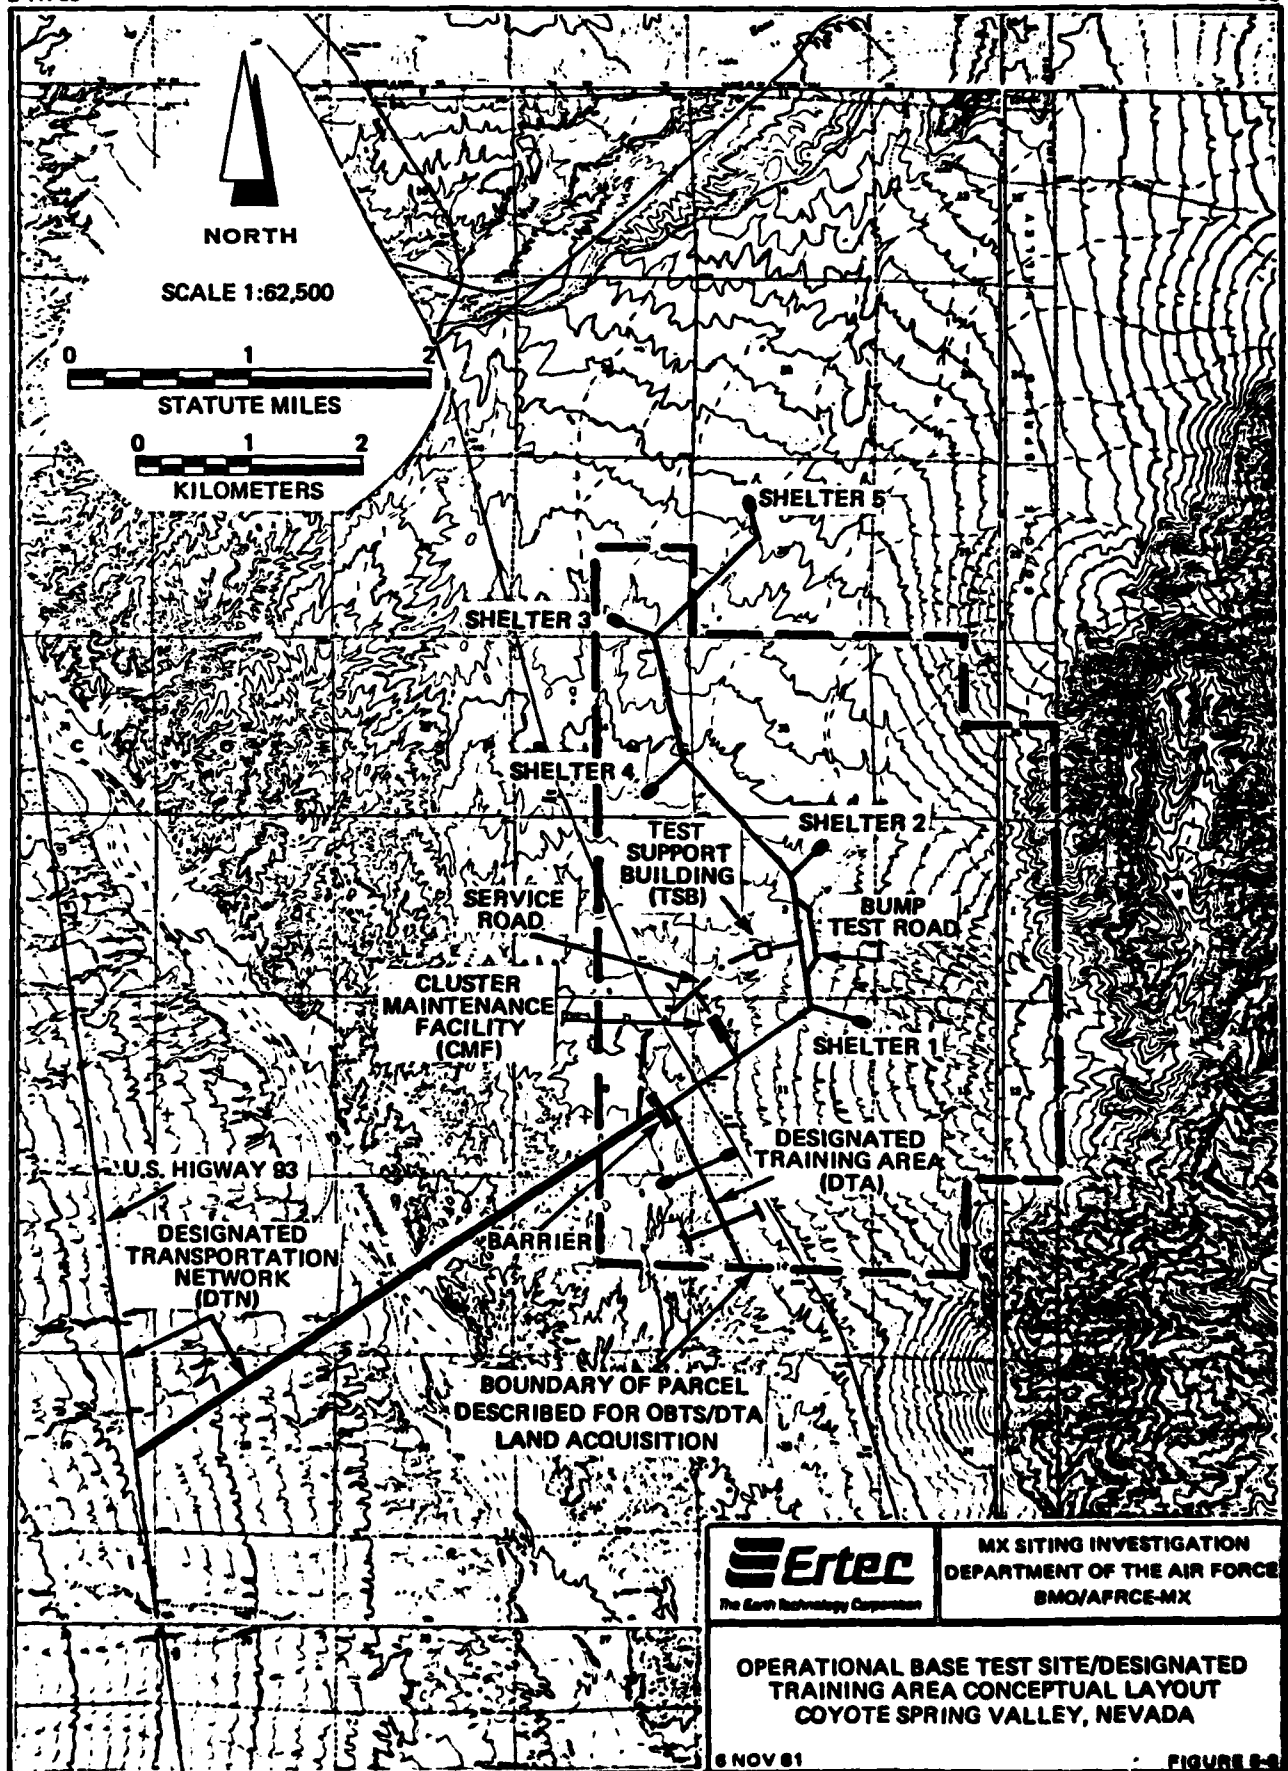 NORTH
SCALE 1:62,500
0 1 2
STATUTE MILES
0 1 2
KILOMETERS
SHELTER 5
SHELTER 3
SHELTER 4
SHELTER 2
TEST
SUPPORT
BUILDING
(TSB)
SERVICE
ROAD
BUMP
TEST ROAD
CLUSTER
MAINTENANCE
FACILITY
(CMF)
SHELTER 1
DESIGNATED
TRAINING AREA
(DTA)
U.S. HIGWAY 93
DESIGNATED
TRANSPORTATION
NETWORK
(DTN)
BARRIER
BOUNDARY OF PARCEL
DESCRIBED FOR OBTS/DTA
LAND ACQUISITION
Ertec
The Earth Technology Corporation
MX SITING INVESTIGATION
DEPARTMENT OF THE AIR FORCE
BMO/AFRCE-MX
OPERATIONAL BASE TEST SITE/DESIGNATED
TRAINING AREA CONCEPTUAL LAYOUT
COYOTE SPRING VALLEY, NEVADA
6 NOV 81
FIGURE